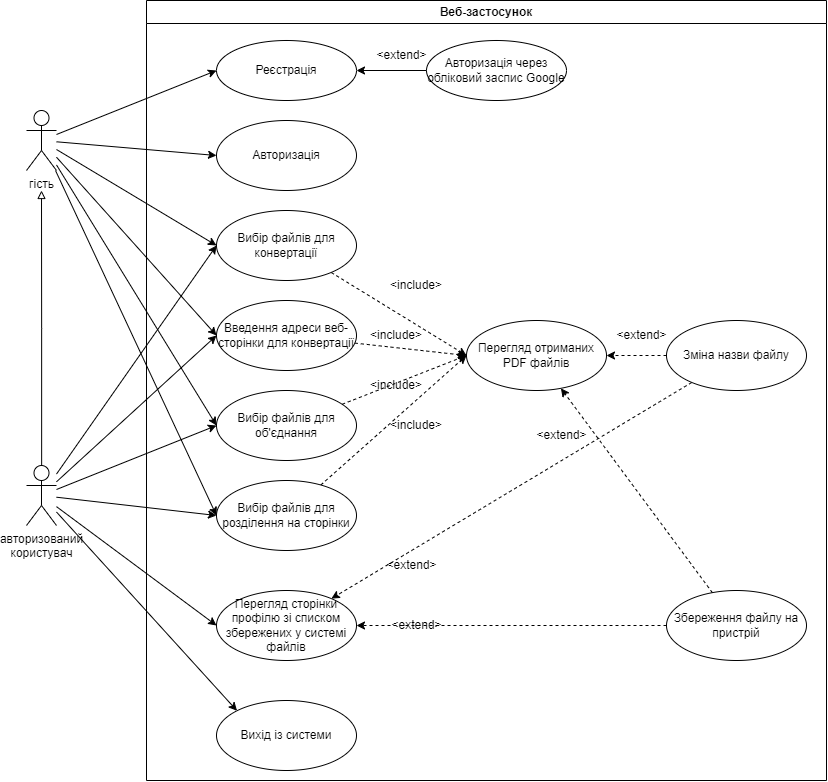 Веб-застосунок
Реєстрація
<extend>
Авторизація через
обліковий запис Google
гість
Авторизація
Вибір файлів для
конвертації
<include>
Введення адреси веб-
сторінки для конвертації
<include>
Перегляд отриманих
PDF файлів
<extend>
Зміна назви файлу
Вибір файлів для
об'єднання
<include>
<include>
<extend>
Вибір файлів для
розділення на сторінки
авторизований
користувач
<extend>
Перегляд сторінки
профілю зі списком
збережених у системі
файлів
<extend>
Збереження файлу на
пристрій
Вихід із системи